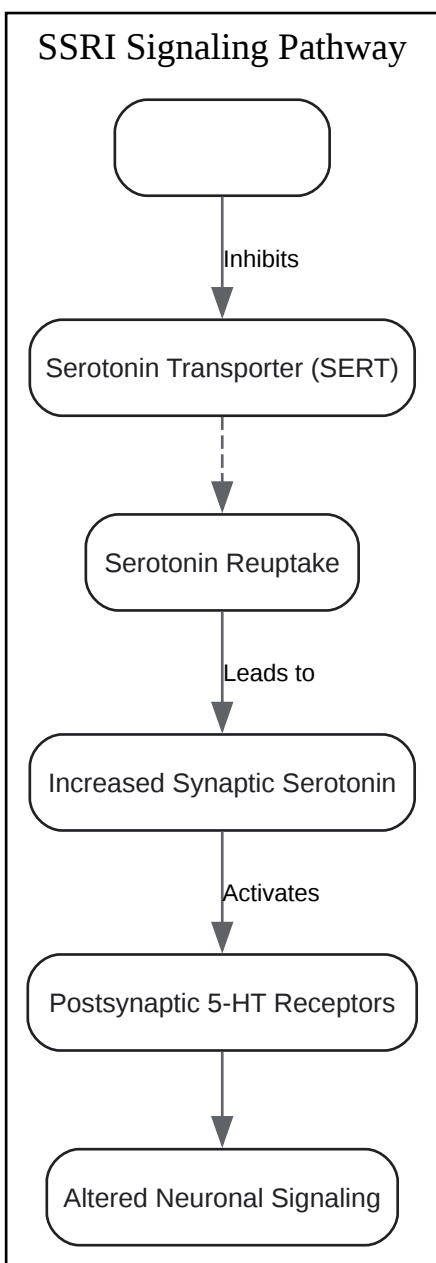 SSRI Signaling Pathway
Inhibits
Serotonin Transporter (SERT)
Serotonin Reuptake
Leads to
Increased Synaptic Serotonin
Activates
Postsynaptic 5-HT Receptors
Altered Neuronal Signaling